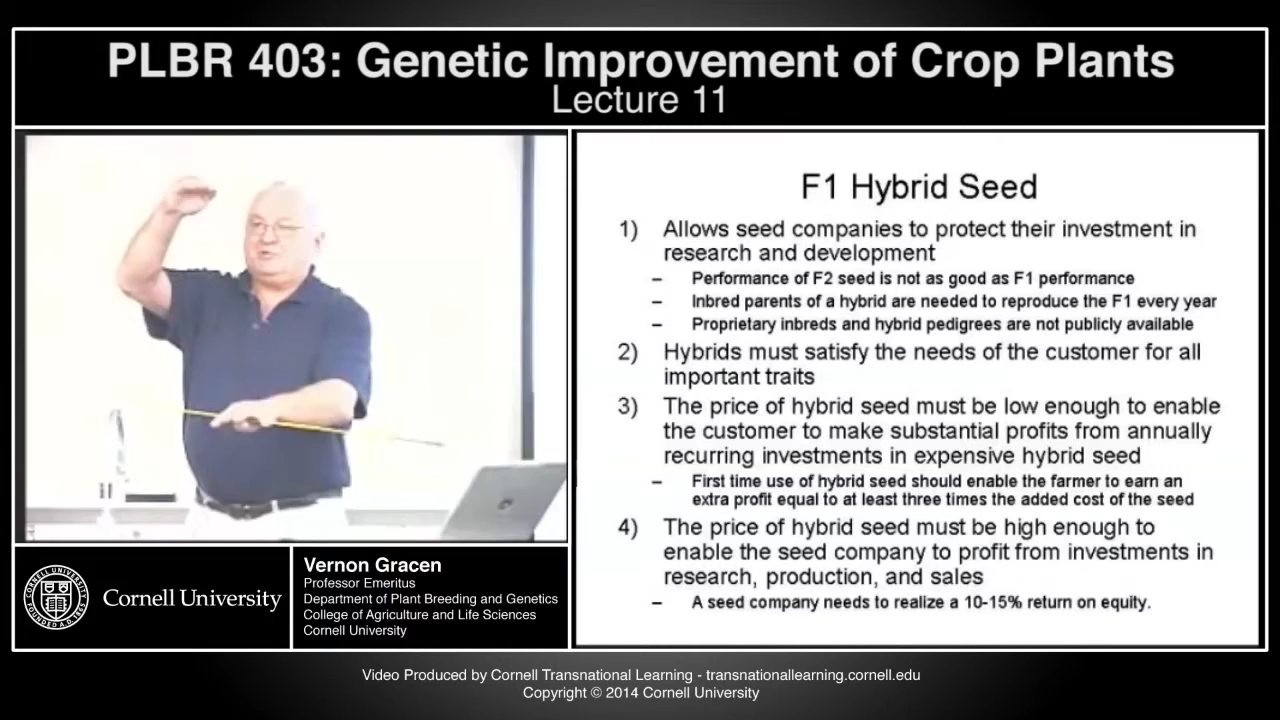 PLBR 403: Genetic Improvement of Crop Plants
Lecture 11
F1 Hybrid Seed
1) Allows seed companies to protect their investment in
research and development
– Performance of F2 seed is not as good as F1 performance
– Inbred parents of a hybrid are needed to reproduce the F1 every year
– Proprietary inbreds and hybrid pedigrees are not publicly available
2) Hybrids must satisfy the needs of the customer for all
important traits
3) The price of hybrid seed must be low enough to enable
the customer to make substantial profits from annually
recurring investments in expensive hybrid seed
– First time use of hybrid seed should enable the farmer to earn an
extra profit equal to at least three times the added cost of the seed
4) The price of hybrid seed must be high enough to
enable the seed company to profit from investments in
research, production, and sales
– A seed company needs to realize a 10-15% return on equity.
CORNELL UNIVERSITY
FOUNDED A.D. 1865
Cornell University
Vernon Gracen
Professor Emeritus
Department of Plant Breeding and Genetics
College of Agriculture and Life Sciences
Cornell University
Video Produced by Cornell Transnational Learning - transnationallearning.cornell.edu
Copyright © 2014 Cornell University